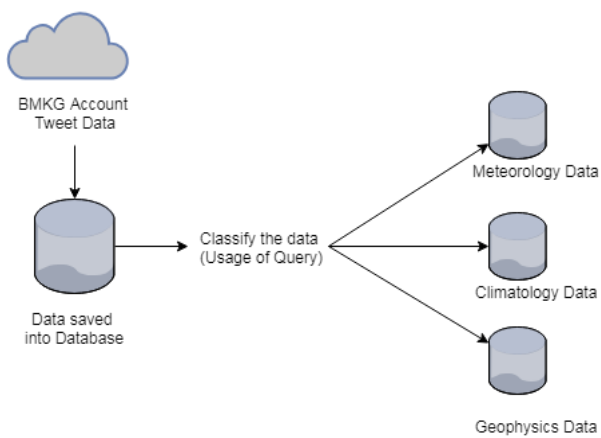 BMKG Account
Tweet Data
Data saved
into Database
Classify the data
(Usage of Query)
Meteorology Data
Climatology Data
Geophysics Data